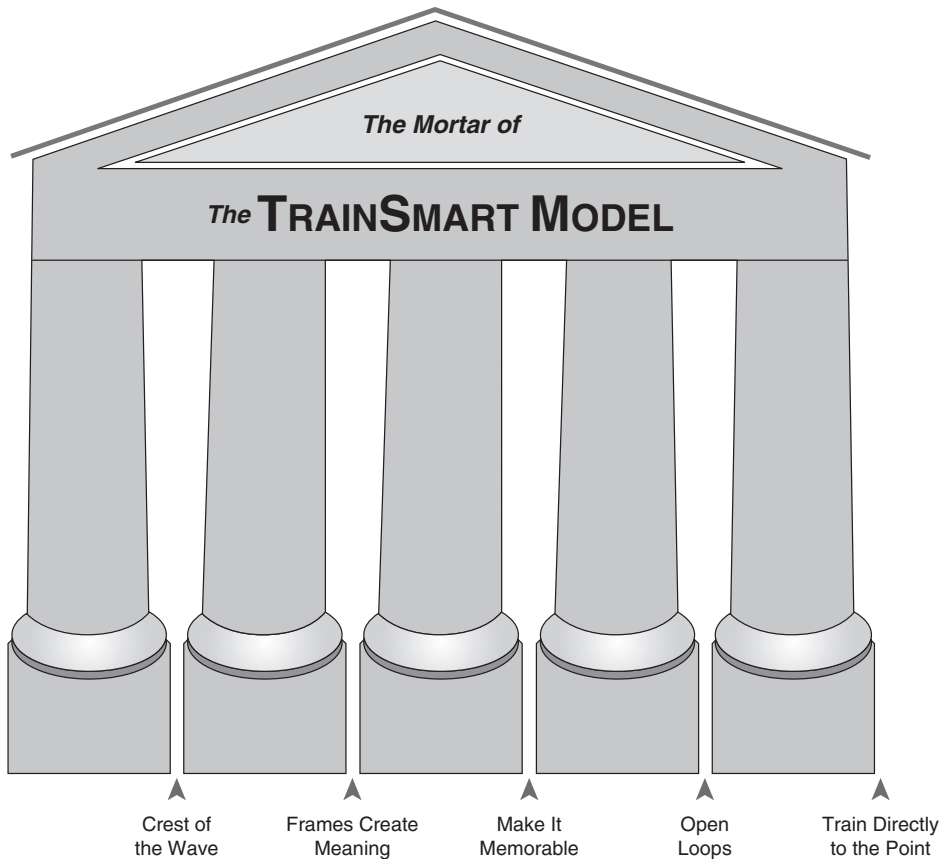 The Mortar of
The TRAINSMART MODEL
Crest of
the Wave
Frames Create
Meaning
Make It
Memorable
Open
Loops
Train Directly
to the Point